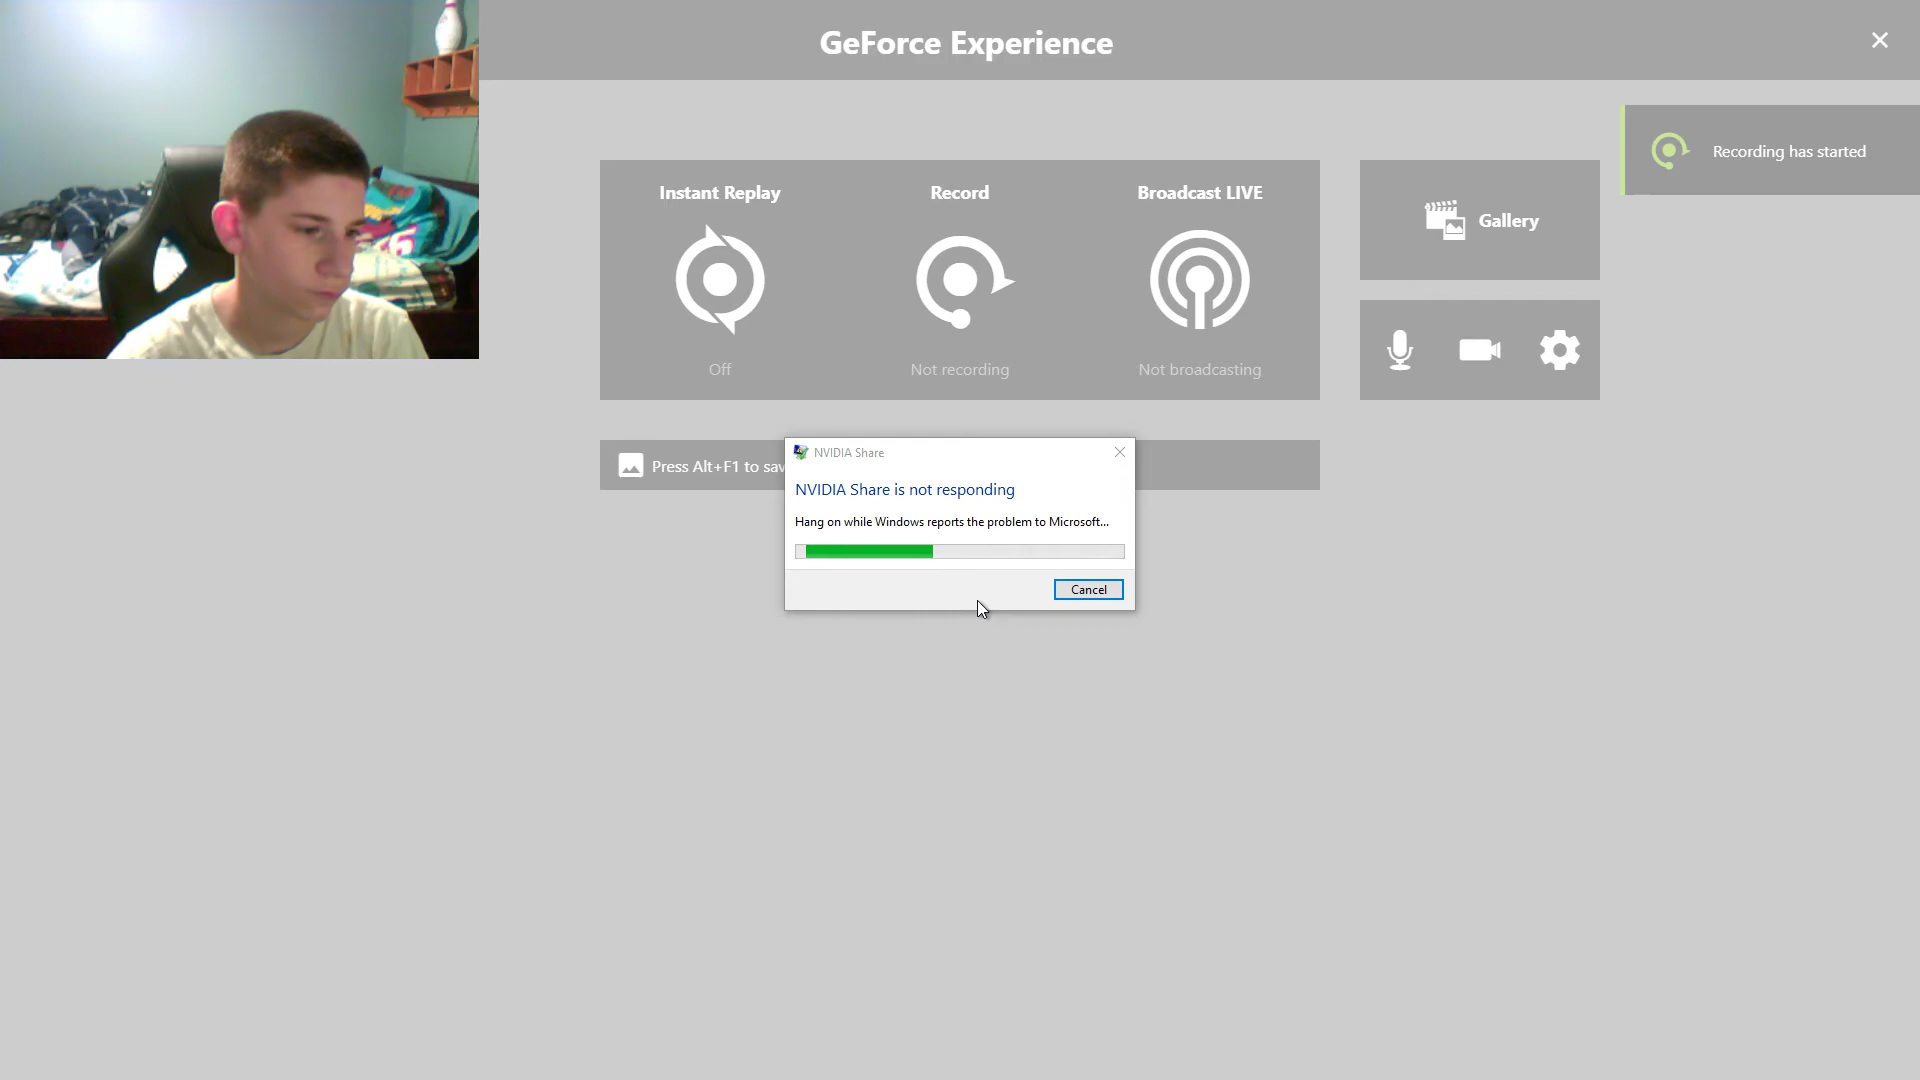 GeForce Experience
Recording has started
Instant Replay
Record
Broadcast LIVE
Gallery
Off
Not recording
Not broadcasting
Press Alt+F1 to
NVIDIA Share
NVIDIA Share is not responding
Hang on while Windows reports the problem to Microsoft...
Cancel